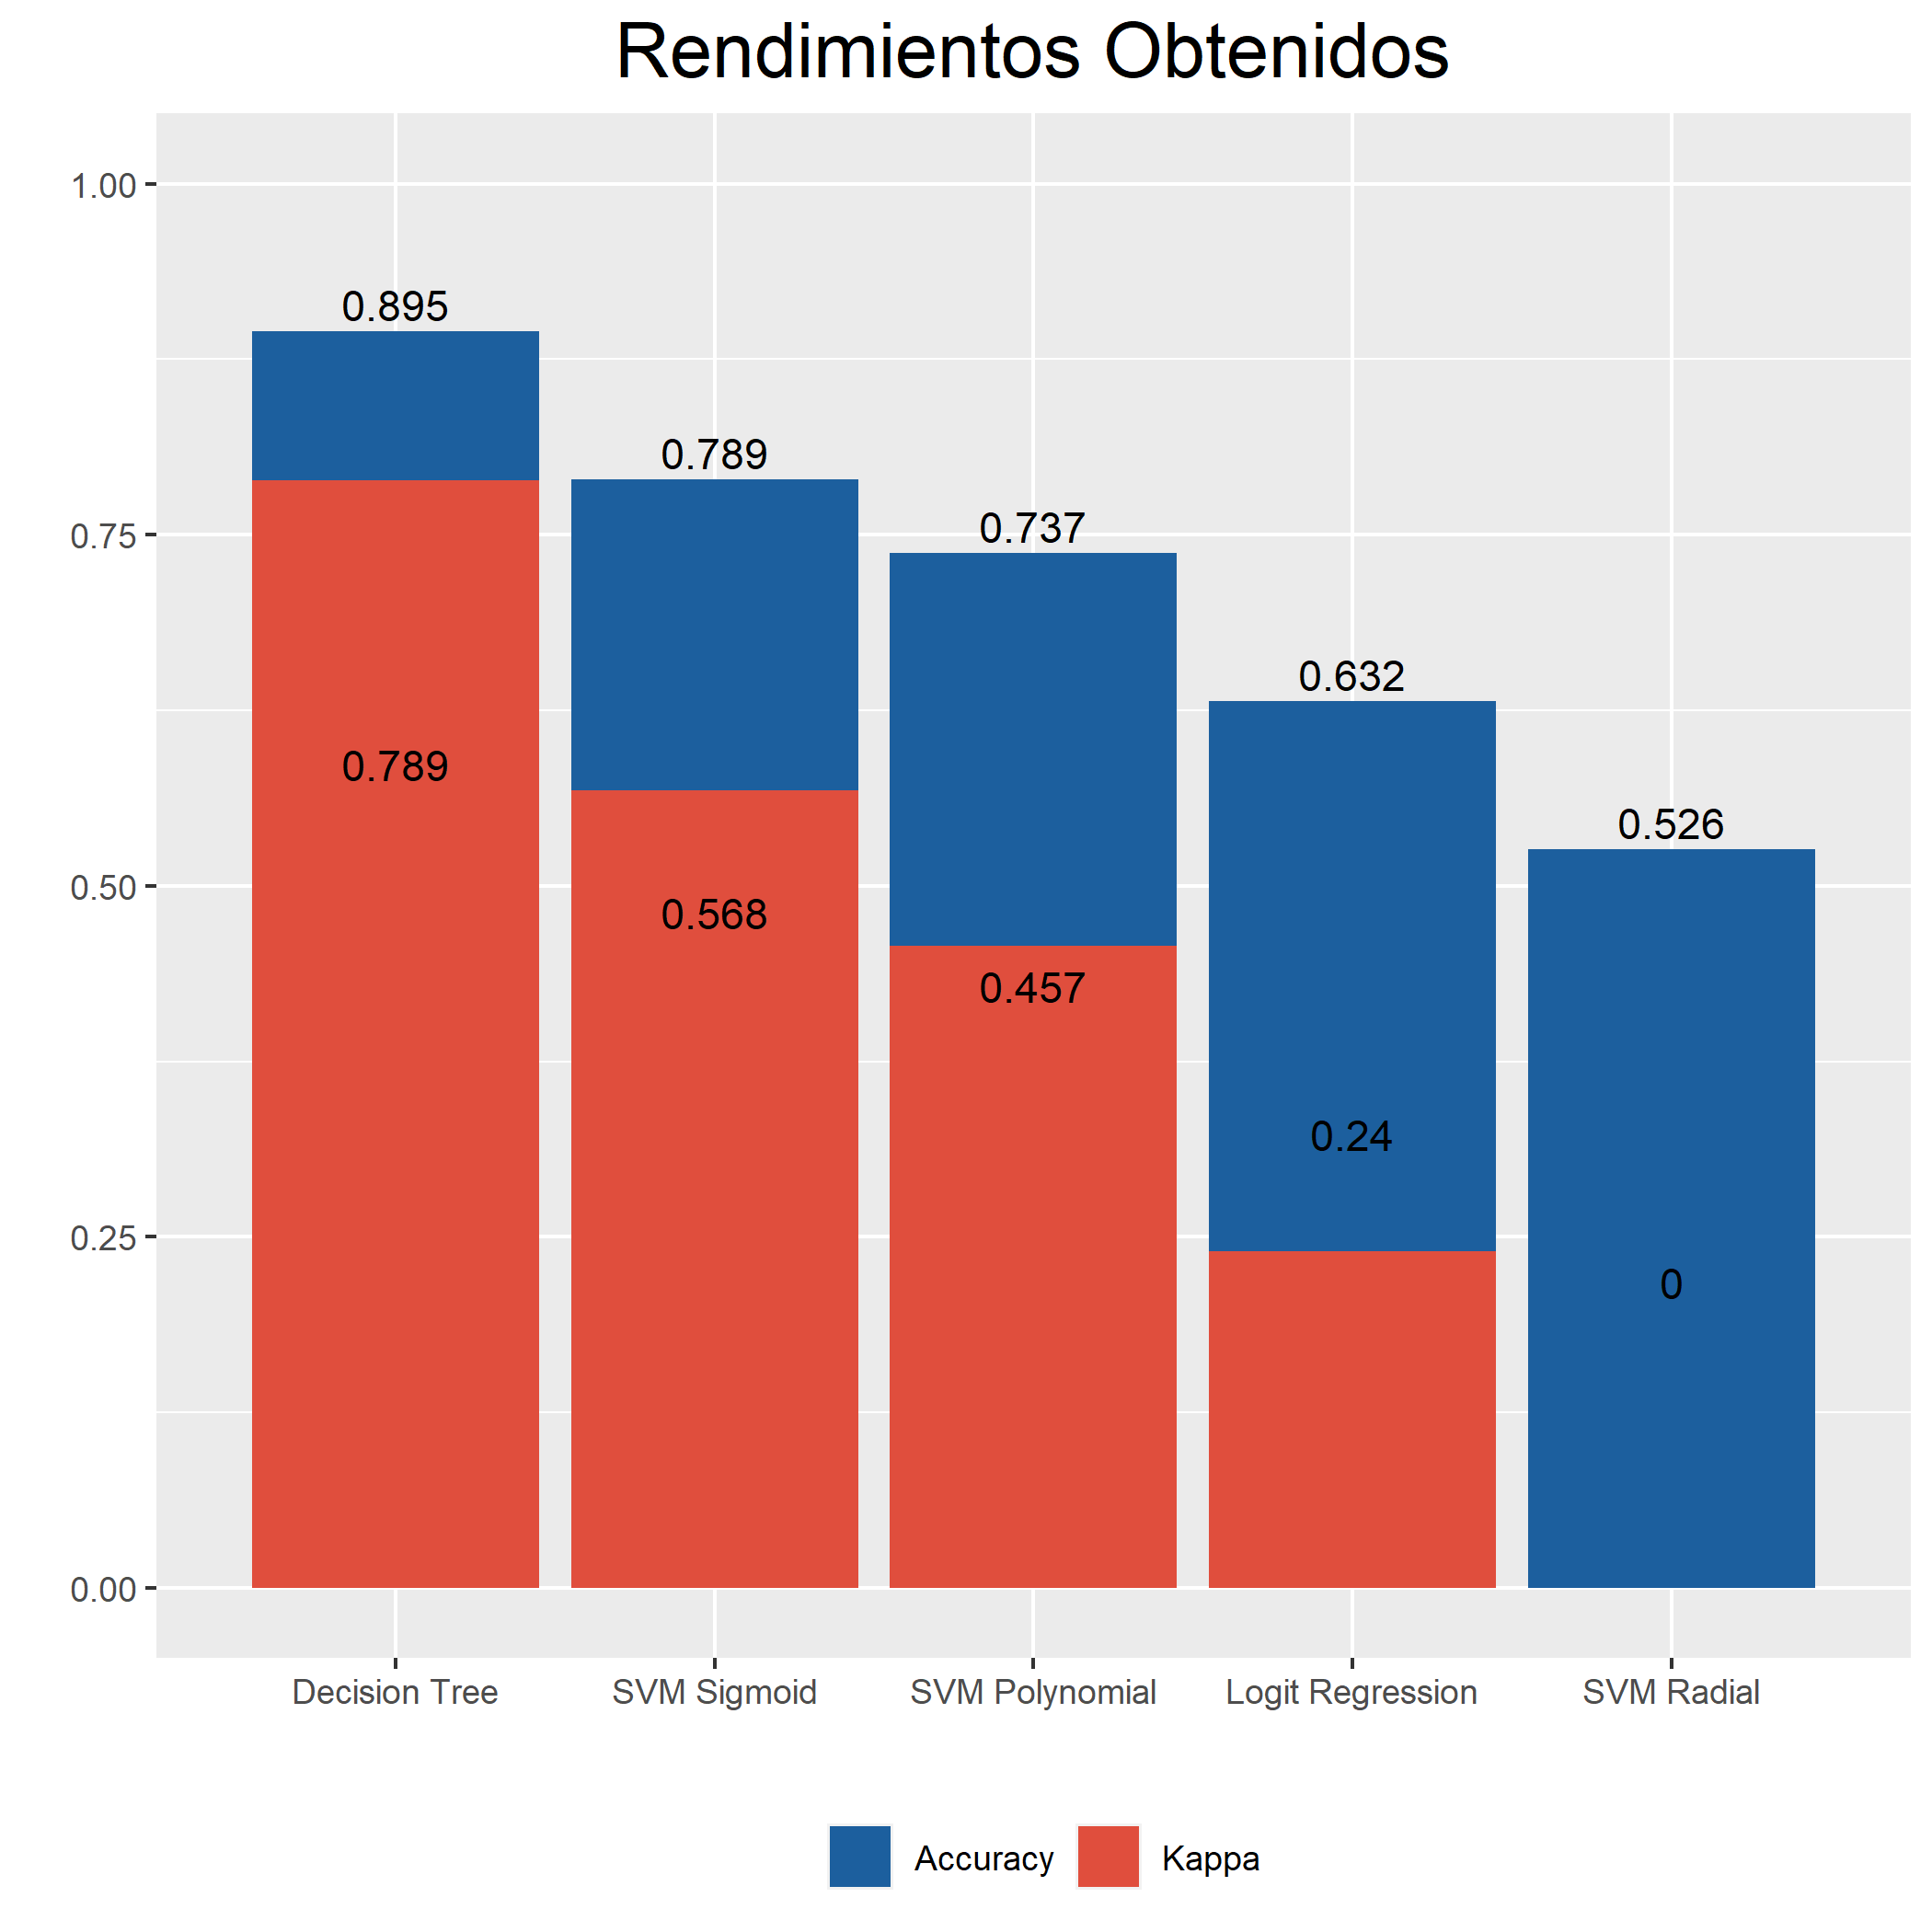 Rendimientos Obtenidos
1.00
0.75
0.50
0.25
0.00
0.895
0.789
0.789
0.568
0.737
0.457
0.632
0.24
0.526
0
Decision Tree
SVM Sigmoid
SVM Polynomial
Logit Regression
SVM Radial
Accuracy
Kappa